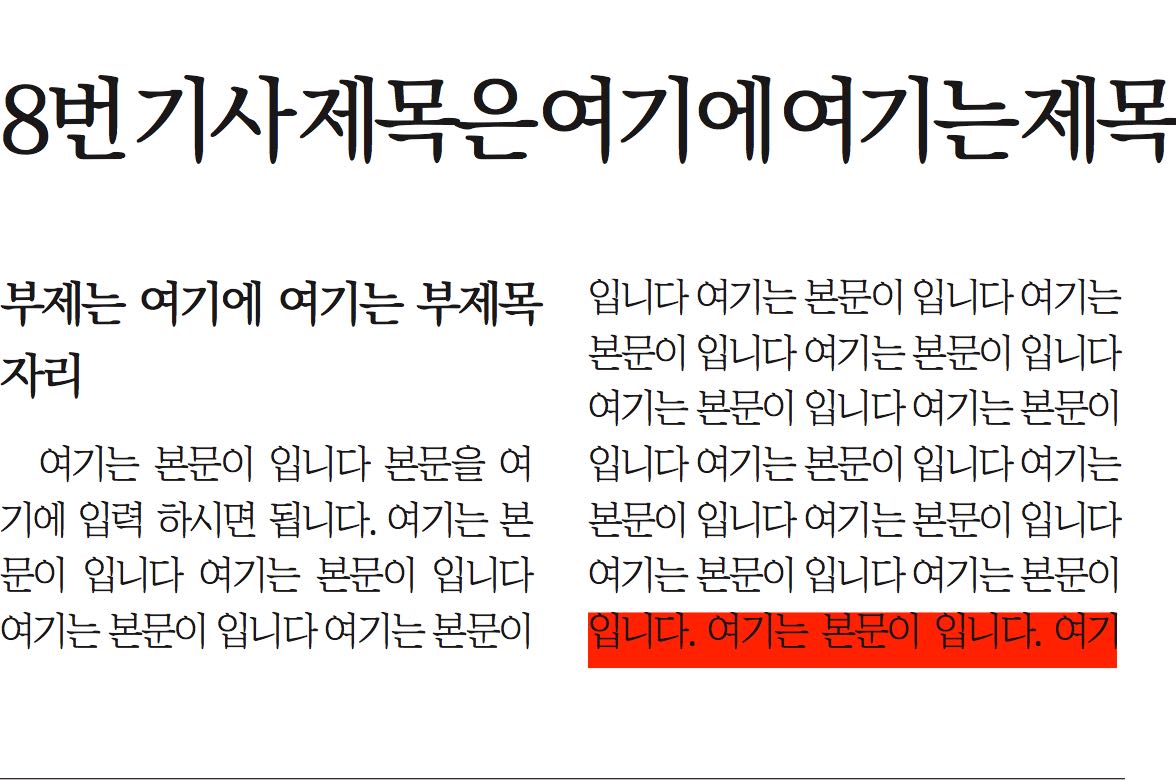 8번 기사 제목은 여기에 여기는 제목
부제는 여기에 여기는 부제목
자리
여기는 본문이 입니다 본문을 여
기에 입력 하시면 됩니다. 여기는 본
문이 입니다 여기는 본문이 입니다
여기는 본문이 입니다 여기는 본문이
입니다 여기는 본문이 입니다 여기는
본문이 입니다 여기는 본문이 입니다
여기는 본문이 입니다 여기는 본문이
입니다 여기는 본문이 입니다 여기는
본문이 입니다 여기는 본문이 입니다
여기는 본문이 입니다 여기는 본문이
입니다. 여기는 본문이 입니다. 여기